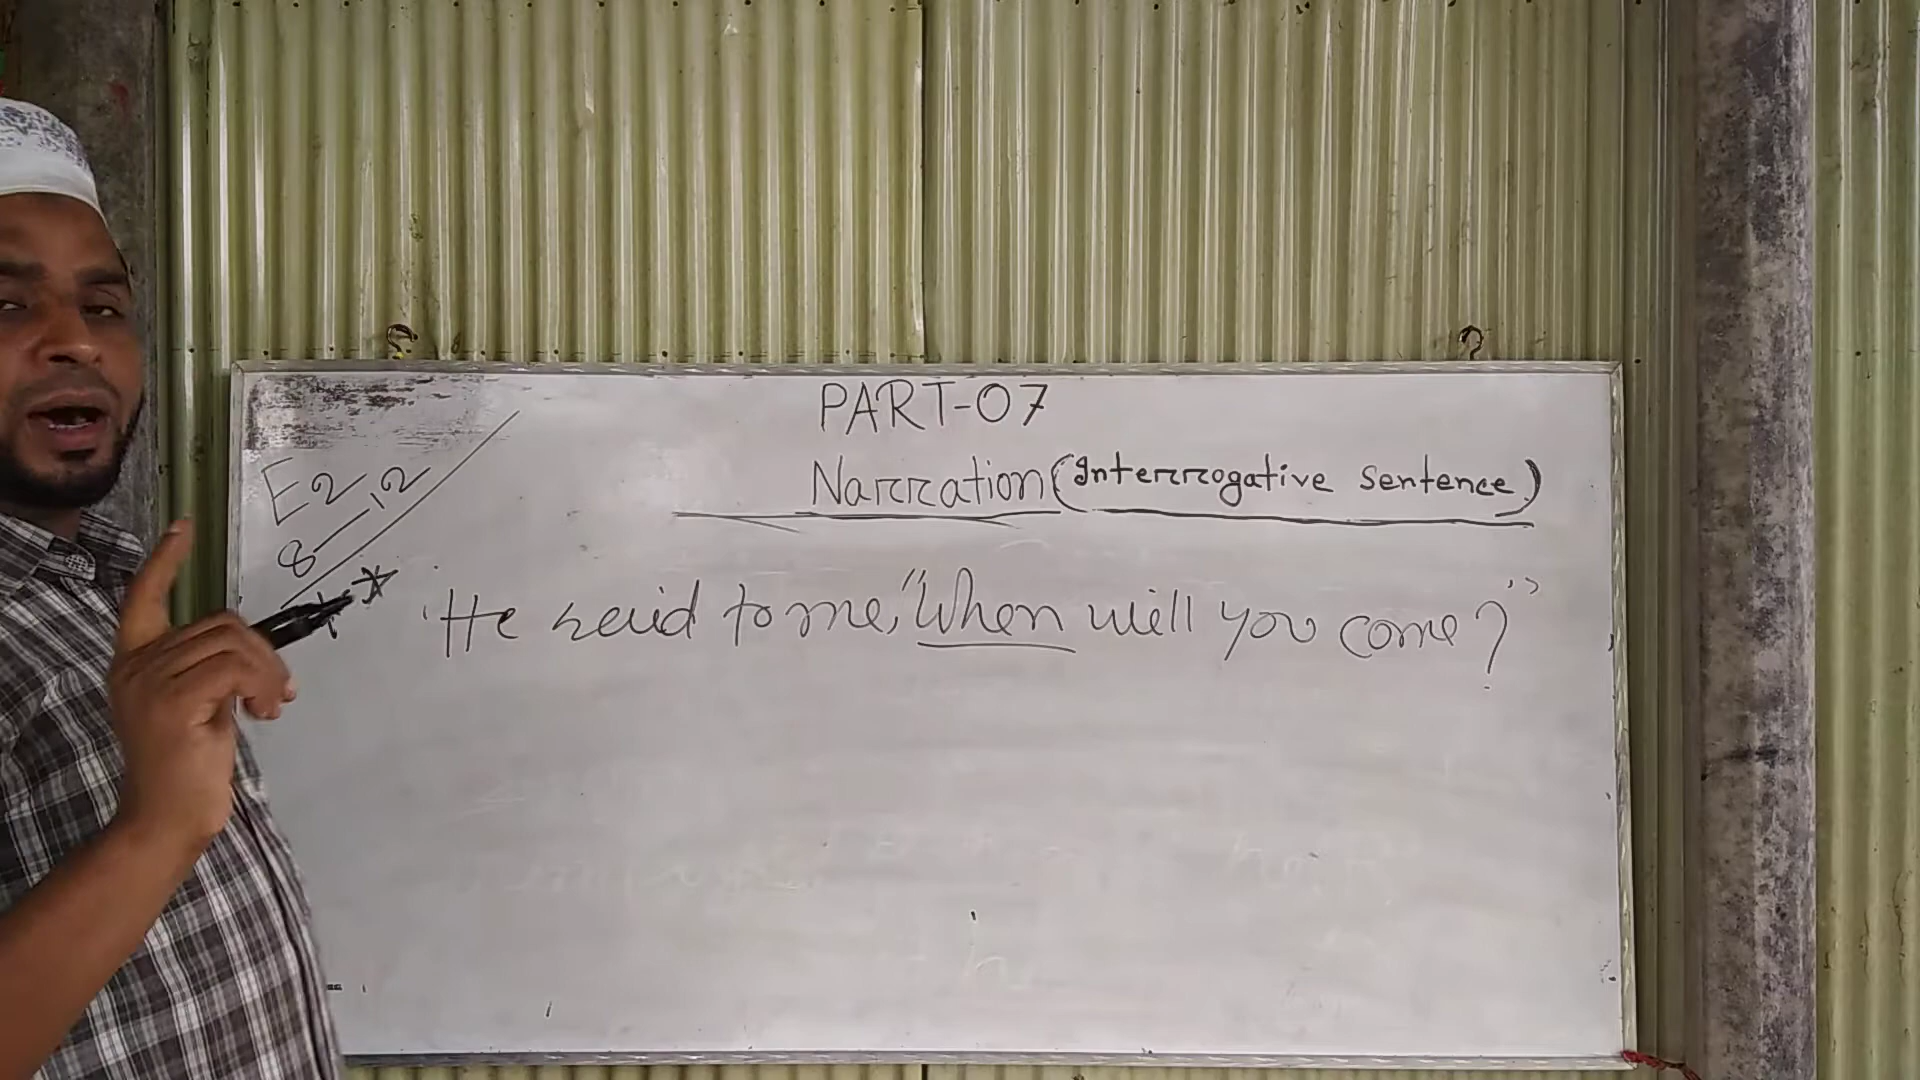 PART-07
Narration (Interrogative Sentence)
E2
8-12
He said to me, "When will you come?"